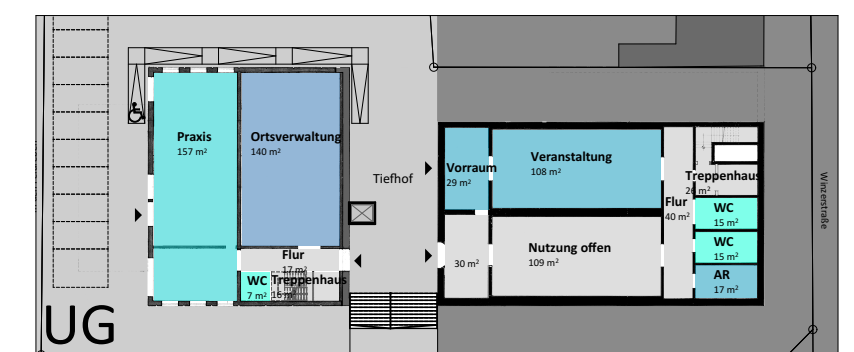 Praxis
157 m²
Ortsverwaltung
140 m²
Tiefhof
Vorraum
29 m²
Veranstaltung
108 m²
Treppenhaus
26 m²
Flur
40 m²
WC
15 m²
WC
15 m²
AR
17 m²
30 m²
Nutzung offen
109 m²
Flur
17 m²
WC
7 m²
Treppenhaus
16 m²
Winzerstraße
UG